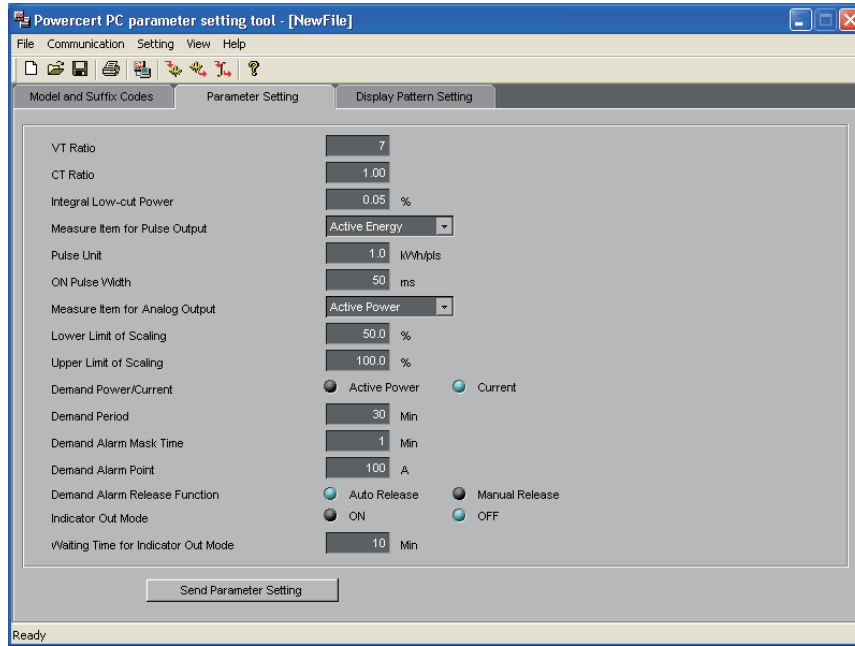 Powercert PC parameter setting tool - [NewFile]
File Communication Setting View Help
Model and Suffix Codes Parameter Setting Display Pattern Setting
VT Ratio 7
CT Ratio 1.00
Integral Low-cut Power 0.05 %
Measure Item for Pulse Output Active Energy
Pulse Unit 1.0 kWh/pls
ON Pulse Width 50 ms
Measure Item for Analog Output Active Power
Lower Limit of Scaling 50.0 %
Upper Limit of Scaling 100.0 %
Demand Power/Current Active Power Current
Demand Period 30 Min
Demand Alarm Mask Time 1 Min
Demand Alarm Point 100 A
Demand Alarm Release Function Auto Release Manual Release
Indicator Out Mode ON OFF
Waiting Time for Indicator Out Mode 10 Min
Send Parameter Setting
Ready